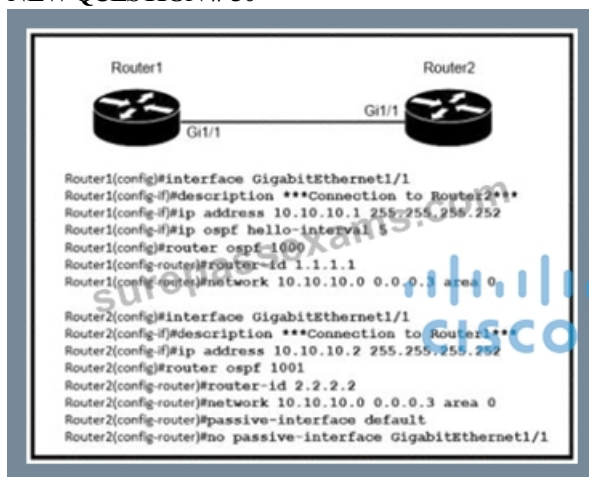 Router1
Router2
Gi1/1
Gi1/1
Router1(config)#interface GigabitEthernet1/1
Router1(config-if)#description ***Connection to Router2***
Router1(config-if)#ip address 10.10.10.1 255.255.255.252
Router1(config-if)#ip ospf hello-interval 5
Router1(config-if)#router ospf 1000
Router1(config-router)#router-id 1.1.1.1
Router1(config-router)#network 10.10.10.0 0.0.0.3 area 0
Router2(config)#interface GigabitEthernet1/1
Router2(config-if)#description ***Connection to Router1***
Router2(config-if)#ip address 10.10.10.2 255.255.255.252
Router2(config-if)#router ospf 1001
Router2(config-router)#router-id 2.2.2.2
Router2(config-router)#network 10.10.10.0 0.0.0.3 area 0
Router2(config-router)#passive-interface default
Router2(config-router)#no passive-interface GigabitEthernet1/1
surepassexams.com
CISCO